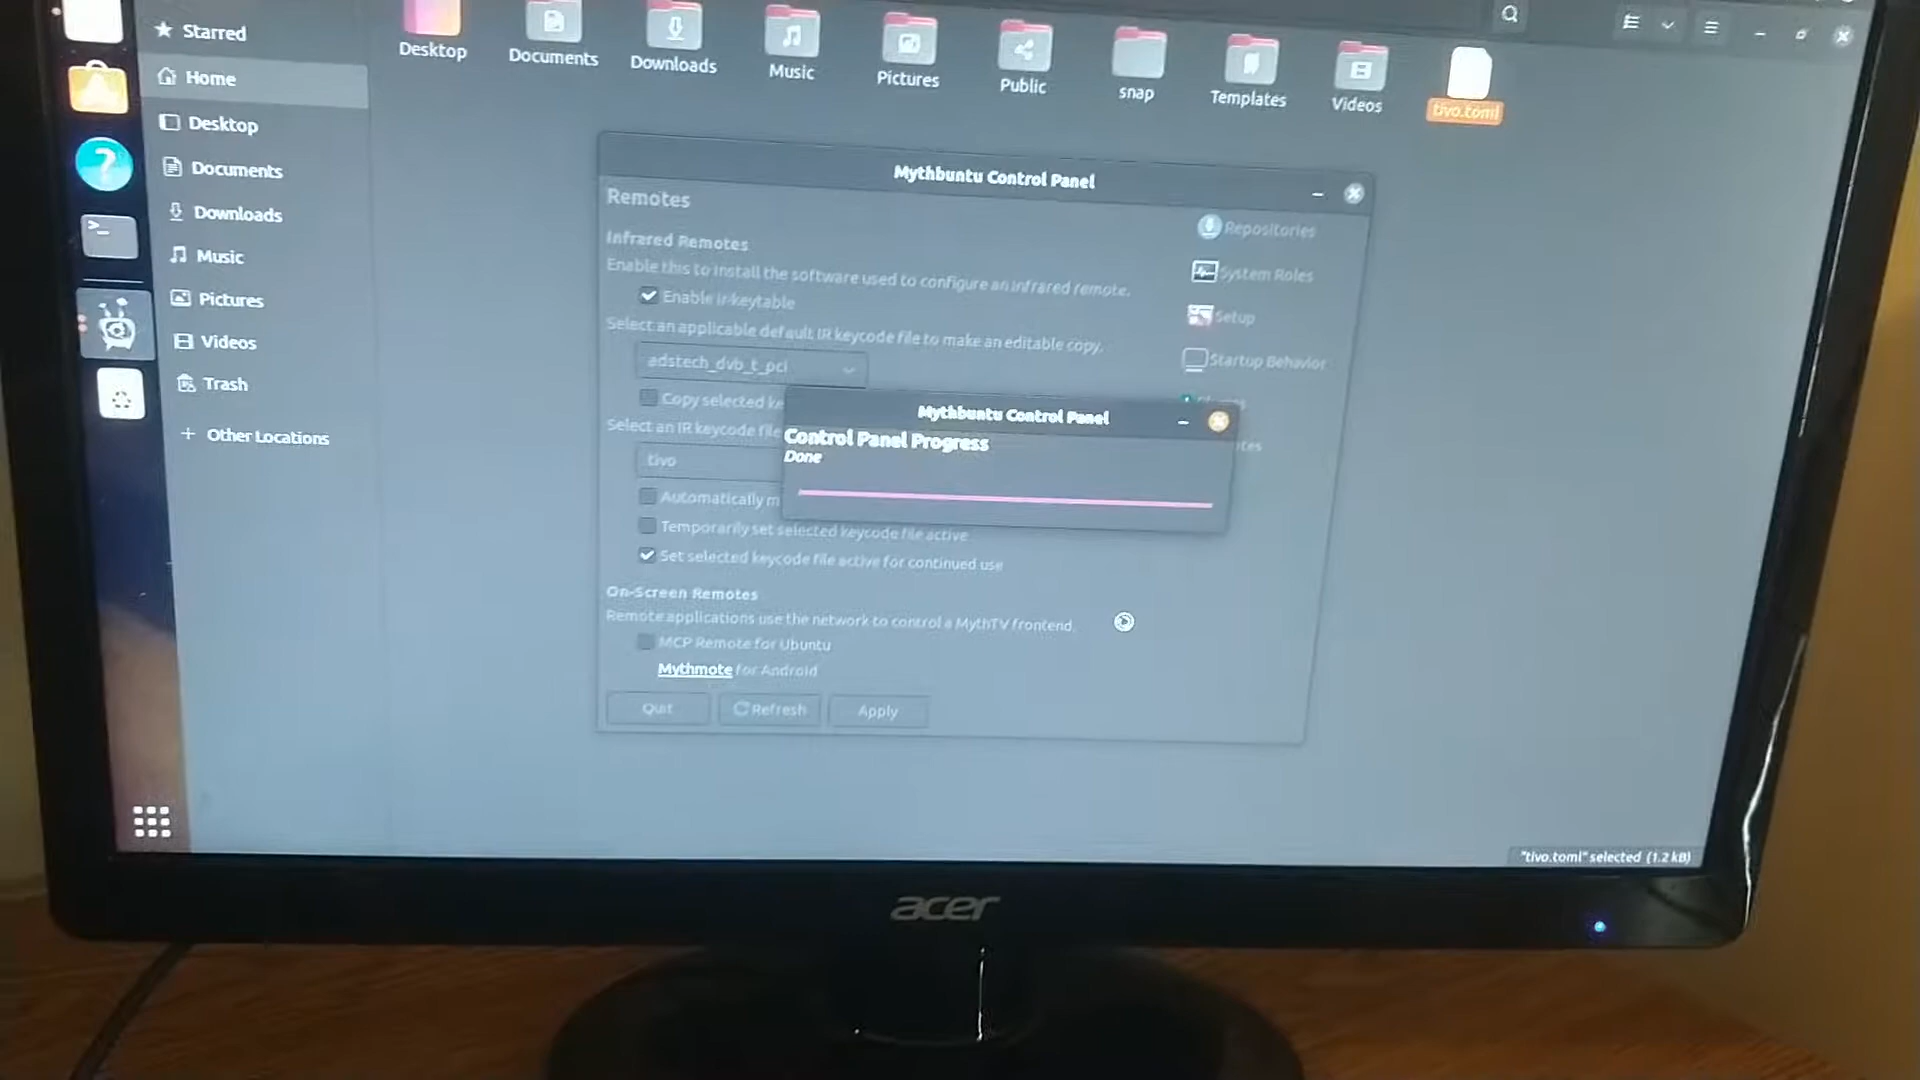 Starred
Home
Desktop
Documents
Downloads
Music
Pictures
Videos
Trash
+ Other Locations
Desktop
Documents
Downloads
Music
Pictures
Public
snap
Templates
Videos
tivo.toml
Mythbuntu Control Panel
Remotes
Infrared Remotes
Enable this to install the software used to configure an infrared remote.
Enable ir-keytable
Select an applicable default IR keycode file to make an editable copy.
adstech_dvb_t_pci
Copy selected
Select an IR keycode file
tivo
Automatically
Temporarily set selected keycode file active
Set selected keycode file active for continued use
On-Screen Remotes
Remote applications use the network to control a MythTV frontend.
MCP Remote for Ubuntu
Mythmote for Android
Quit
Refresh
Apply
Repositories
System Roles
Setup
Startup Behavior
Mythbuntu Control Panel
Control Panel Progress
Done
"tivo.toml" selected (1.2 kB)
acer